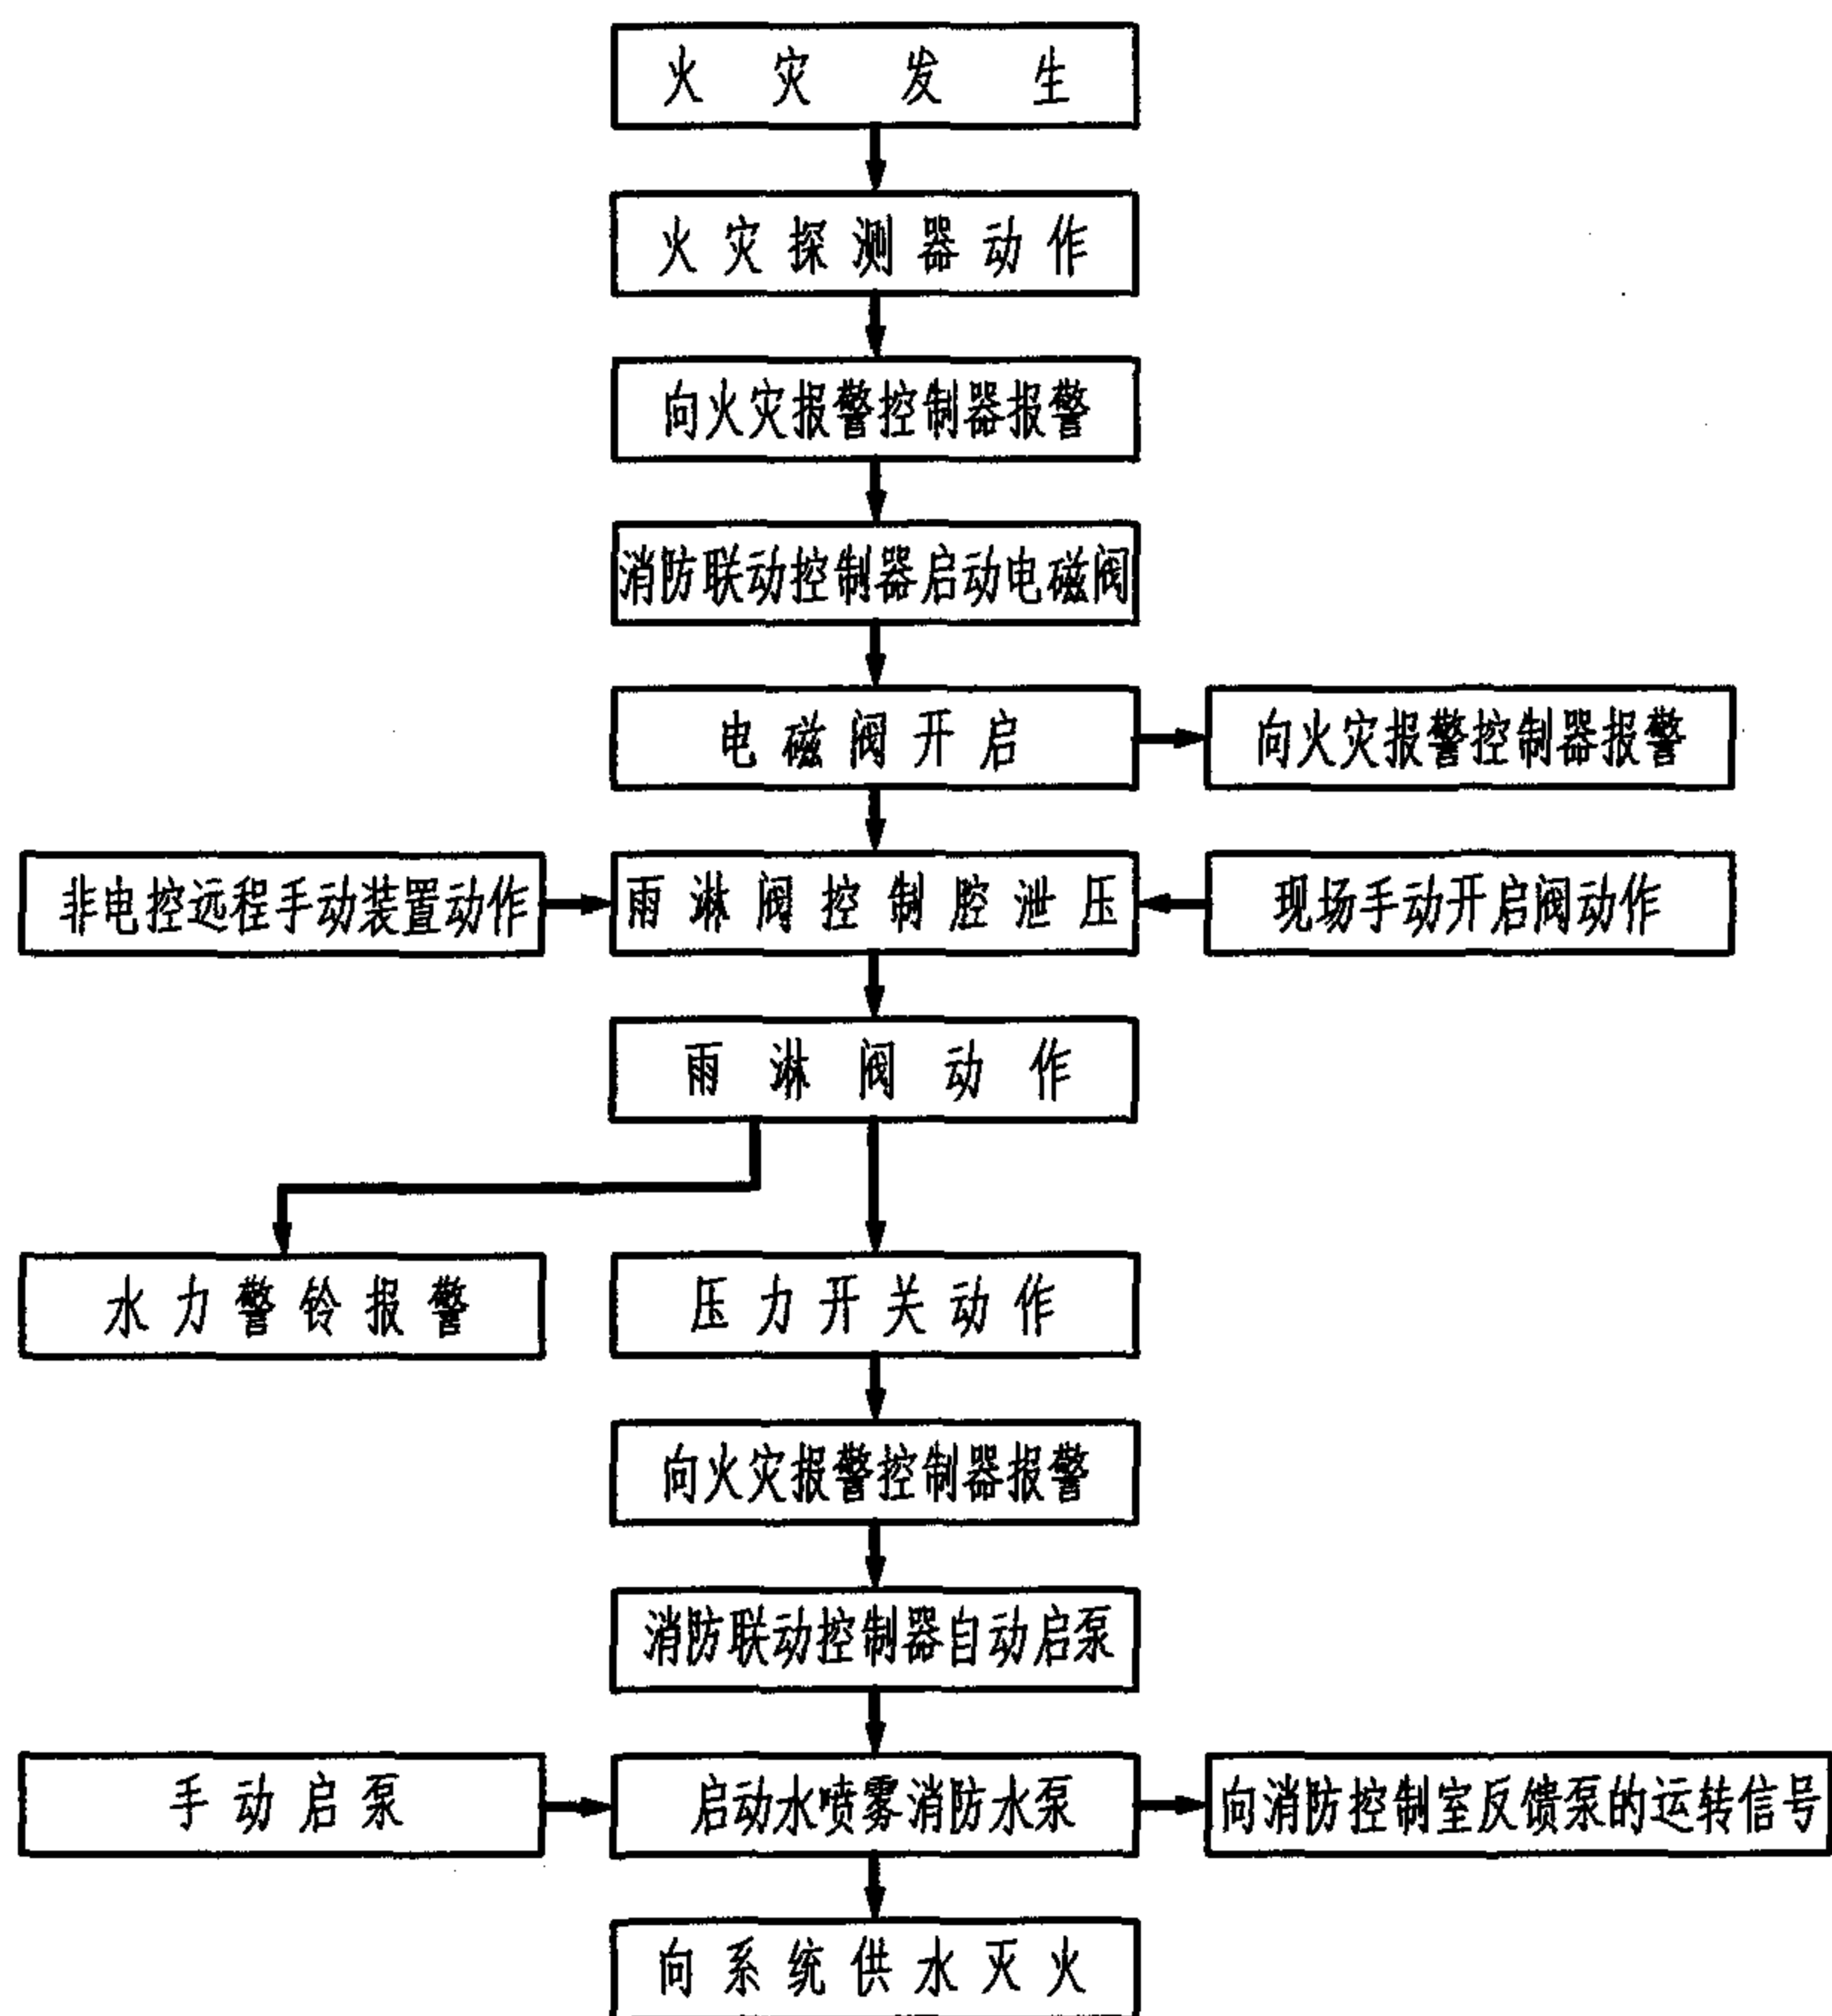 火灾发生
火灾探测器动作
向火灾报警控制器报警
消防联动控制器启动电磁阀
电磁阀开启
向火灾报警控制器报警
非电控远程手动装置动作
雨淋阀控制腔泄压
现场手动开启阀动作
雨淋阀动作
水力警铃报警
压力开关动作
向火灾报警控制器报警
消防联动控制器自动启泵
手动启泵
启动水喷雾消防水泵
向消防控制室反馈泵的运转信号
向系统供水灭火